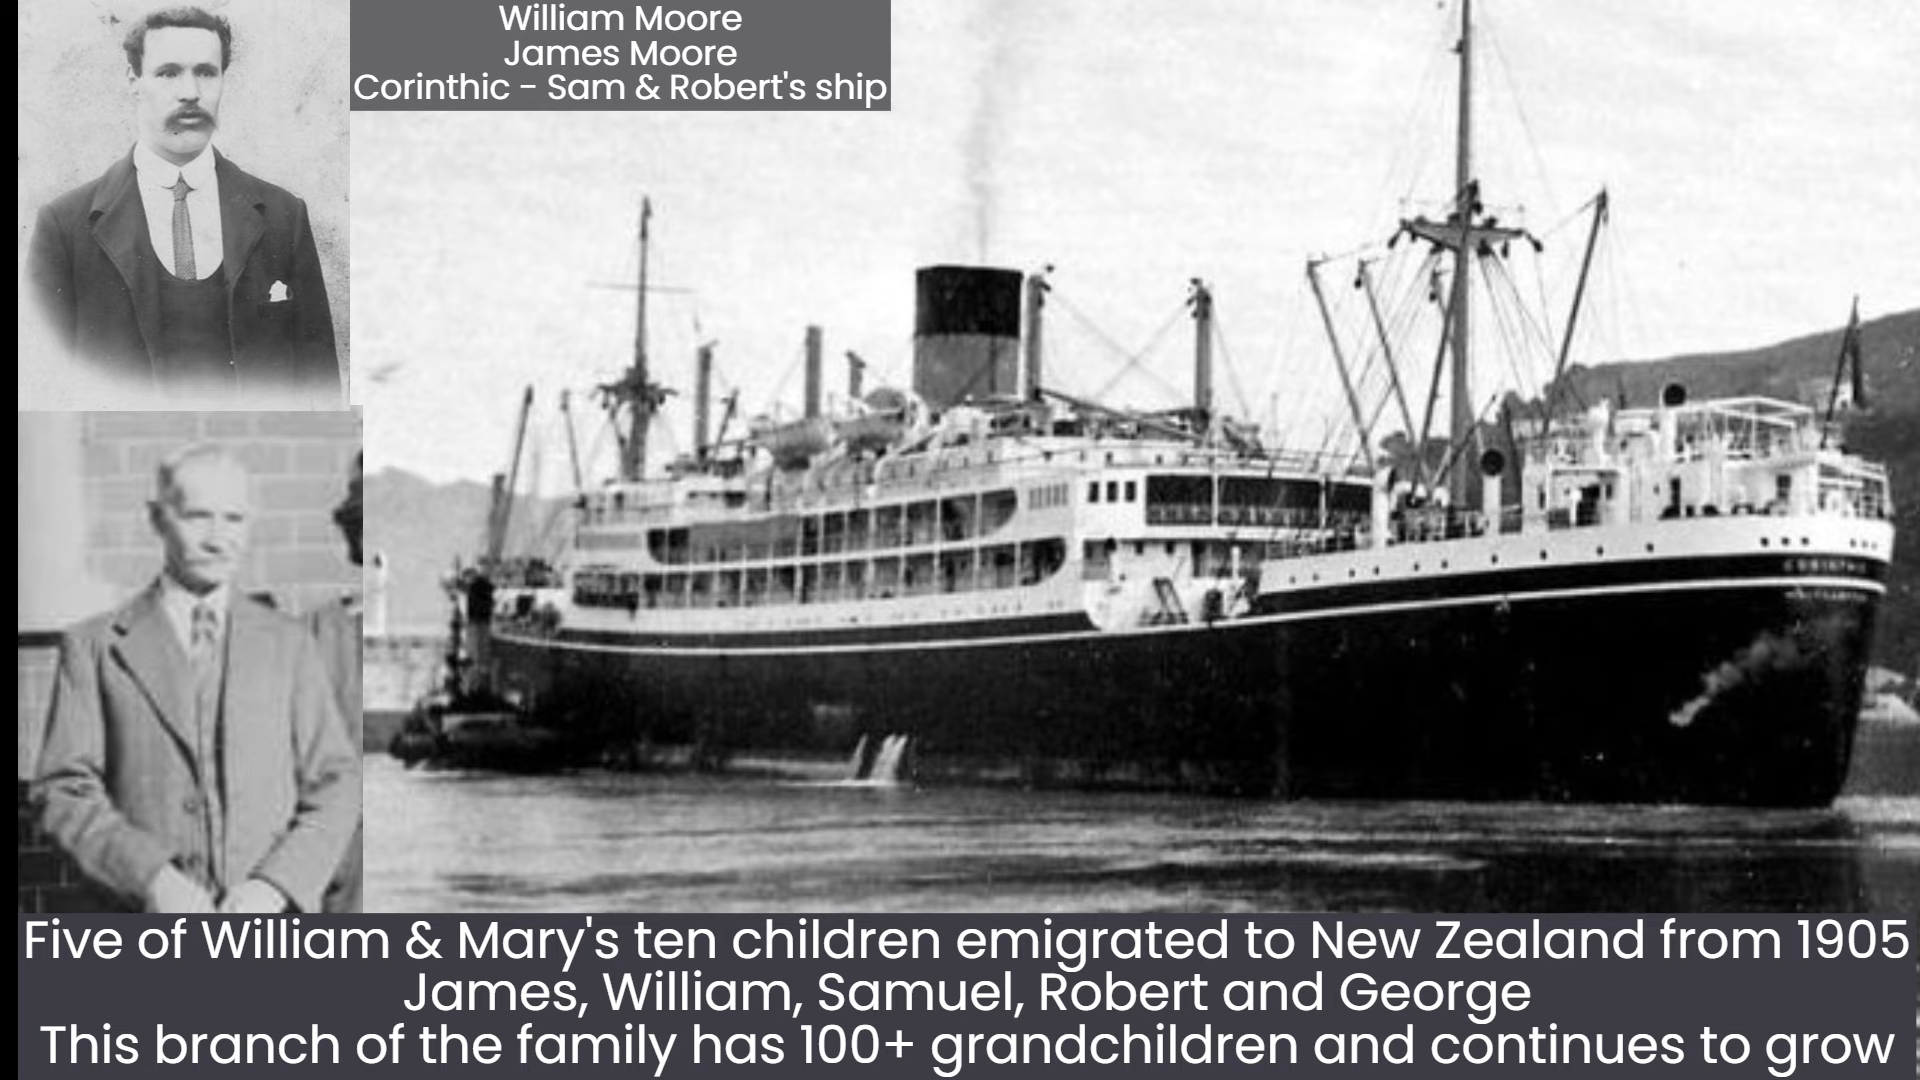 William Moore
James Moore
Corinthic - Sam & Robert's ship
CORINTHIC
Five of William & Mary's ten children emigrated to New Zealand from 1905
James, William, Samuel, Robert and George
This branch of the family has 100+ grandchildren and continues to grow